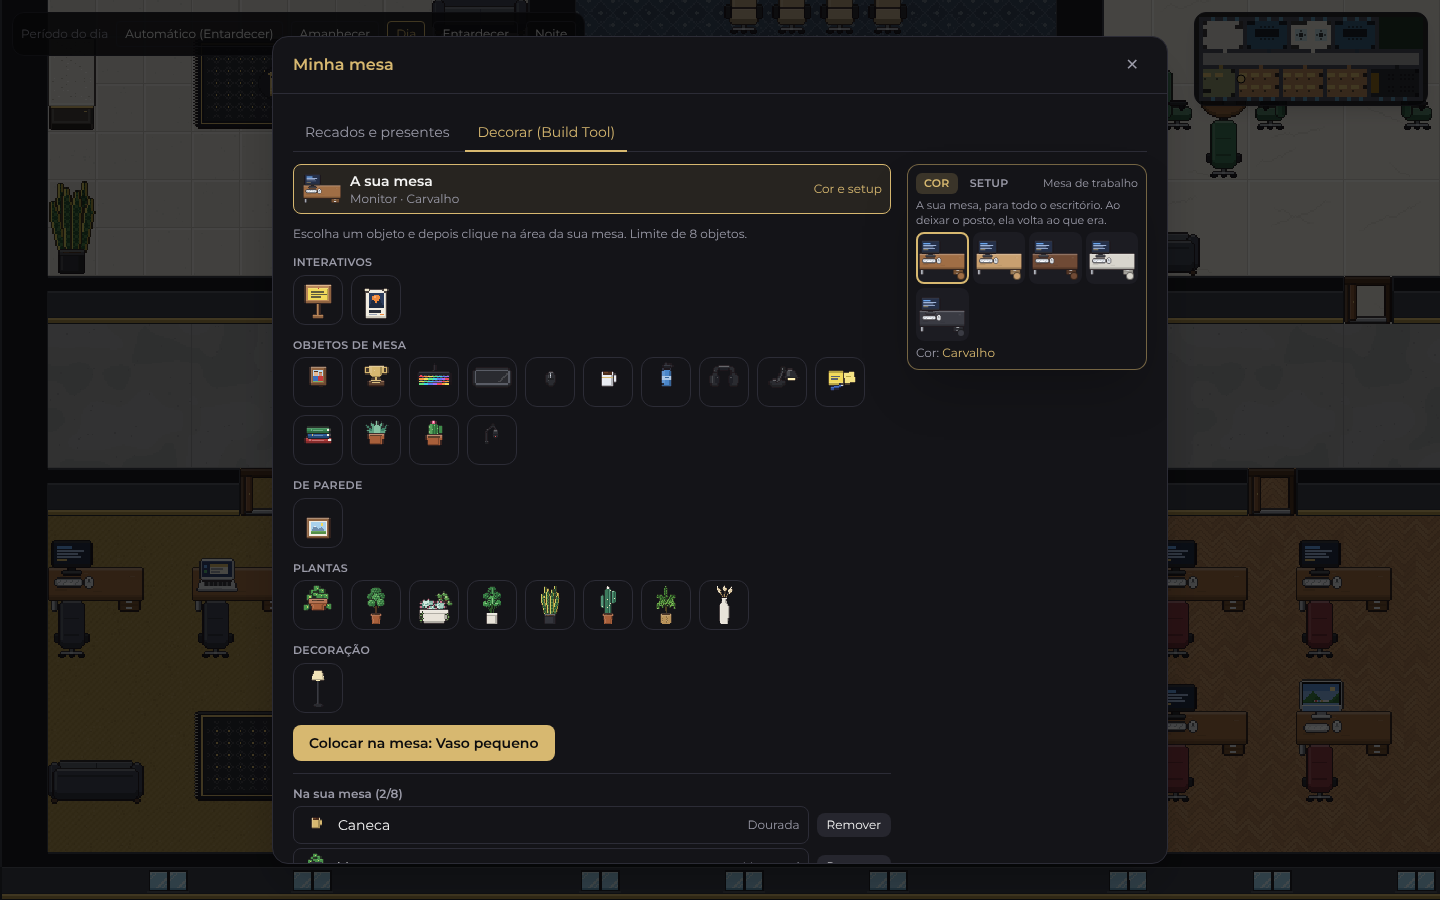 Período do dia
Automático (Entardecer)
Amanhecer
Dia
Entardecer
Noite
Minha mesa
×
Recados e presentes
Decorar (Build Tool)
A sua mesa
Monitor · Carvalho
Cor e setup
Escolha um objeto e depois clique na área da sua mesa. Limite de 8 objetos.
INTERATIVOS
OBJETOS DE MESA
DE PAREDE
PLANTAS
DECORAÇÃO
Colocar na mesa: Vaso pequeno
Na sua mesa (2/8)
Caneca
Dourada
Remover
COR
SETUP
Mesa de trabalho
A sua mesa, para todo o escritório. Ao
deixar o posto, ela volta ao que era.
Cor: Carvalho